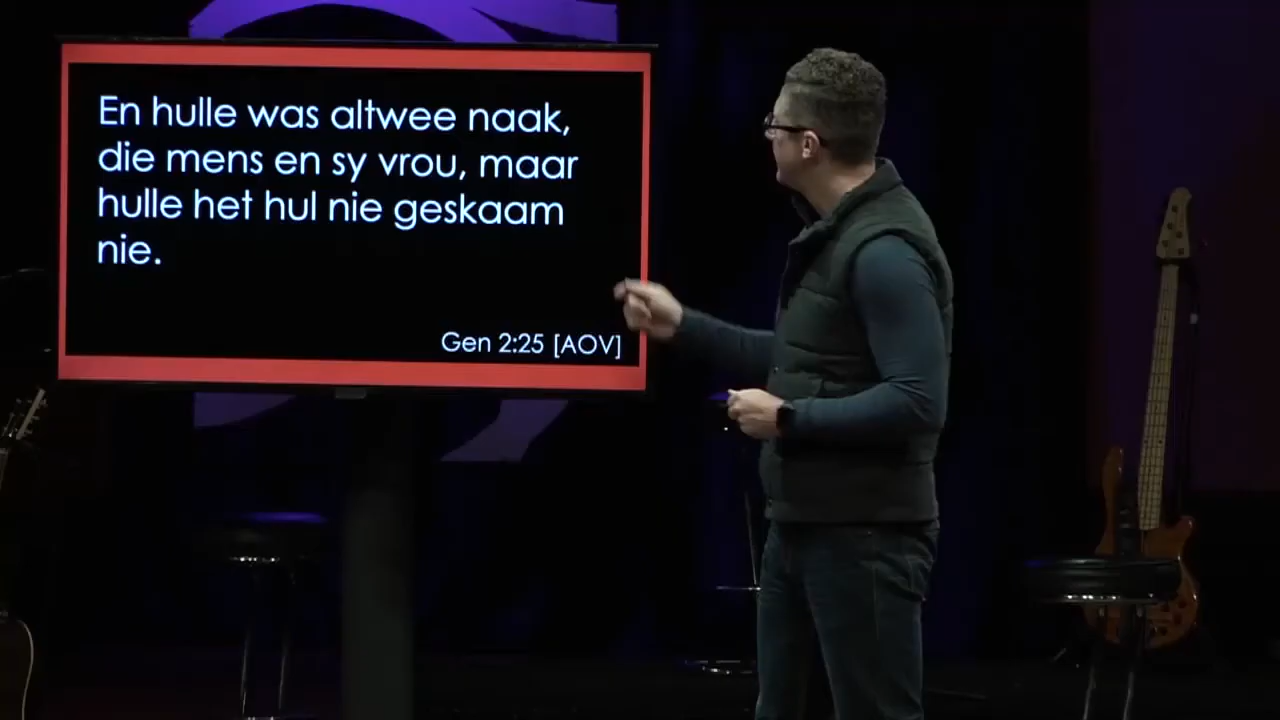 En hulle was altwee naak,
die mens en sy vrou, maar
hulle het hul nie geskaam
nie.
Gen 2:25 [AOV]